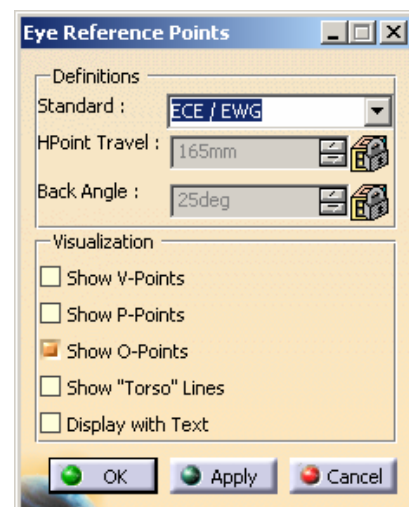 Eye Reference Points
Definitions
Standard : ECE / EWG
HPoint Travel : 165mm
Back Angle : 25deg
Visualization
Show V-Points
Show P-Points
Show O-Points
Show "Torso" Lines
Display with Text
OK Apply Cancel